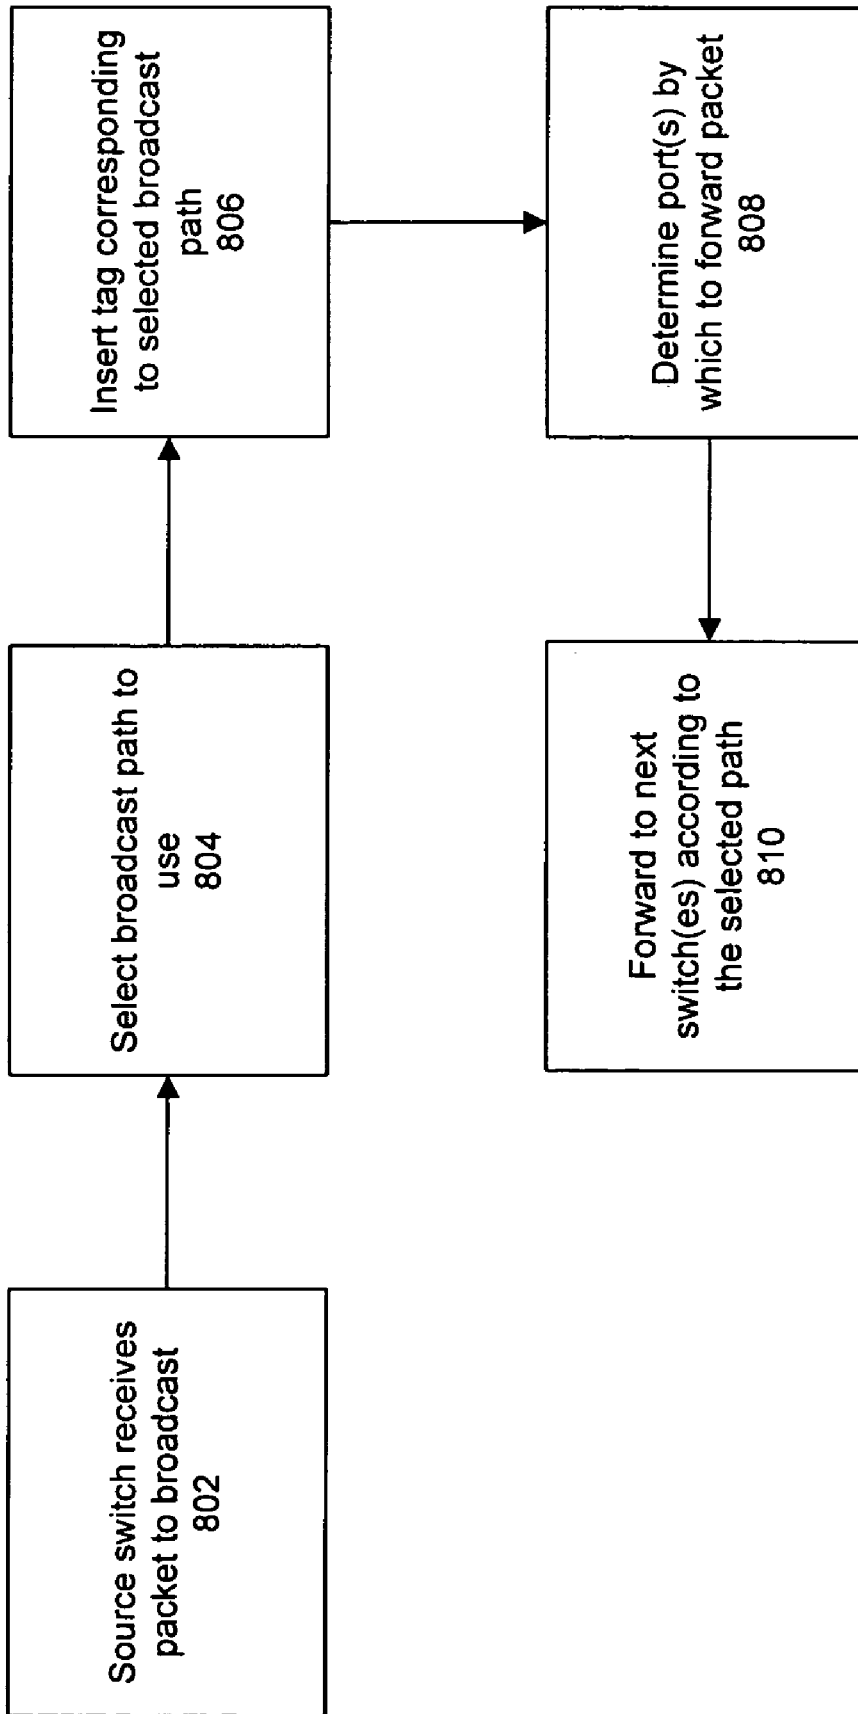 Source switch receives
packet to broadcast
802
Select broadcast path to
use
804
Insert tag corresponding
to selected broadcast
path
806
Determine port(s) by
which to forward packet
808
Forward to next
switch(es) according to
the selected path
810